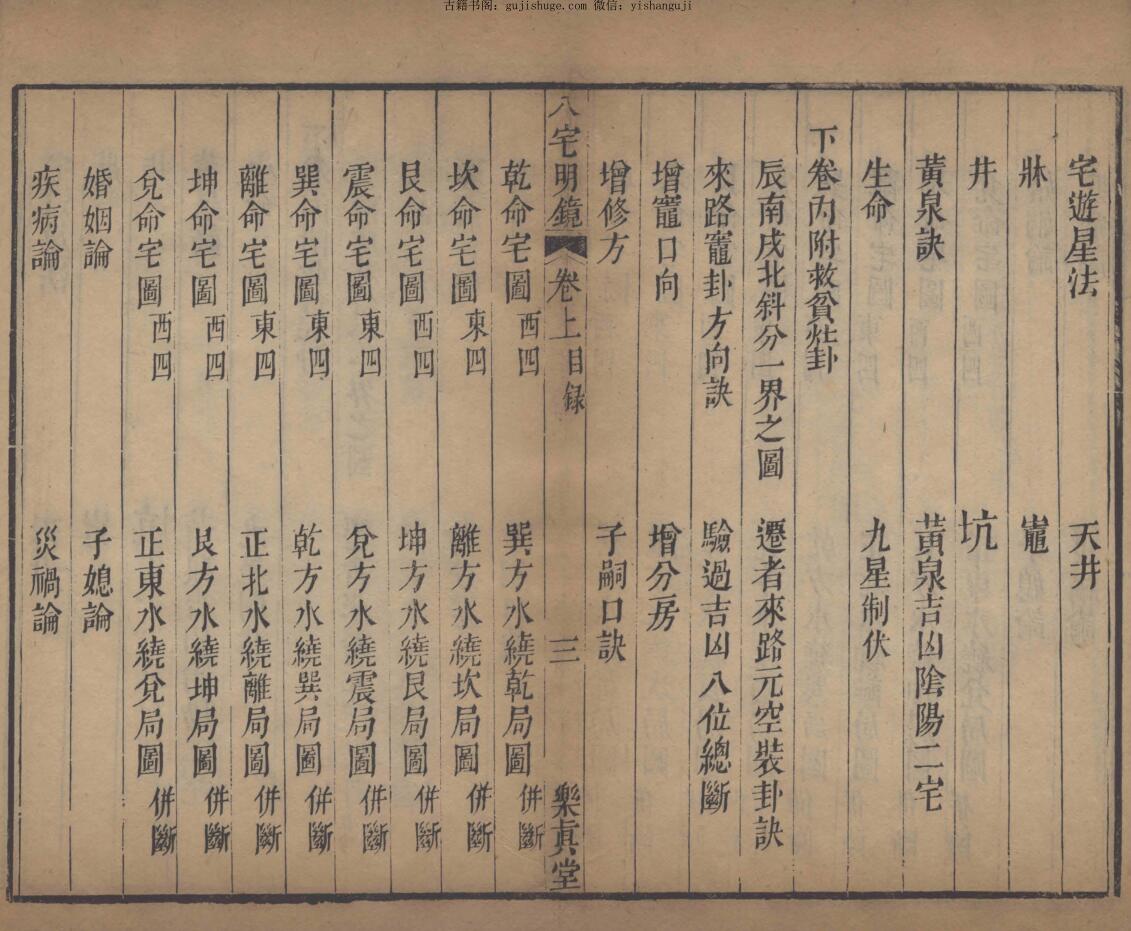 古籍书阁：gujishuge.com 微信：yishanguji
宅遊星法 天井
牀 竈
井 坑
黃泉訣 黃泉吉凶陰陽二宅
生命 九星制伏
下卷內附救貧灶卦
辰南戌北斜分一界之圖 遷者來路元空裝卦訣
來路竈卦方向訣 驗過吉凶八位總斷
增竈口向 增分房
增修方 子嗣口訣
八宅明鏡 卷上目録 三 樂真堂
乾命宅圖西四 巽方水繞乾局圖併斷
坎命宅圖東四 離方水繞坎局圖併斷
艮命宅圖西四 坤方水繞艮局圖併斷
震命宅圖東四 兌方水繞震局圖併斷
巽命宅圖東四 乾方水繞巽局圖併斷
離命宅圖東四 正北水繞離局圖併斷
坤命宅圖西四 艮方水繞坤局圖併斷
兌命宅圖西四 正東水繞兌局圖併斷
婚姻論 子媳論
疾病論 災禍論